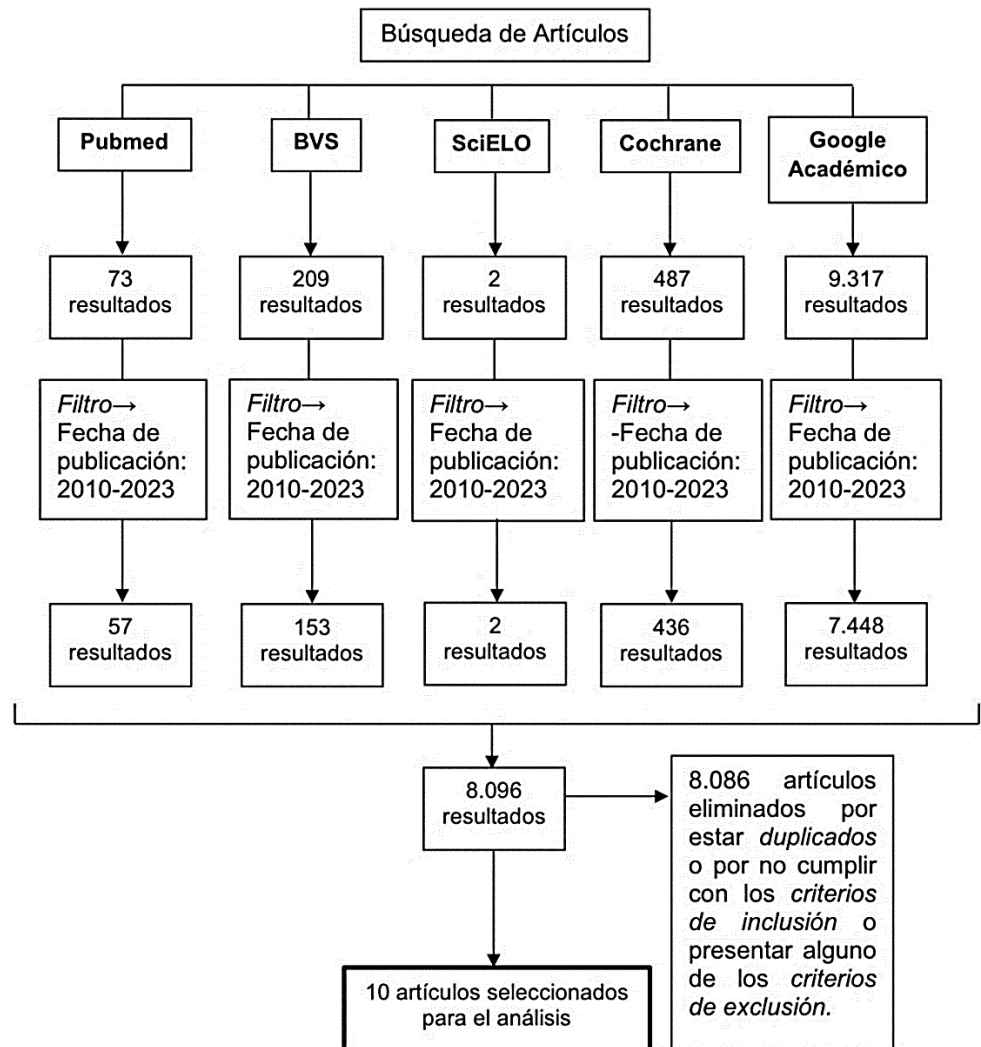 Búsqueda de Artículos
Pubmed
BVS
SciELO
Cochrane
Google
Académico
73
resultados
209
resultados
2
resultados
487
resultados
9.317
resultados
Filtro→
Fecha de
publicación:
2010-2023
Filtro→
Fecha de
publicación:
2010-2023
Filtro→
Fecha de
publicación:
2010-2023
Filtro→
-Fecha de
publicación:
2010-2023
Filtro→
Fecha de
publicación:
2010-2023
57
resultados
153
resultados
2
resultados
436
resultados
7.448
resultados
8.096
resultados
8.086 artículos
eliminados por
estar duplicados
o por no cumplir
con los criterios
de inclusión o
presentar alguno
de los criterios
de exclusión.
10 artículos seleccionados
para el análisis